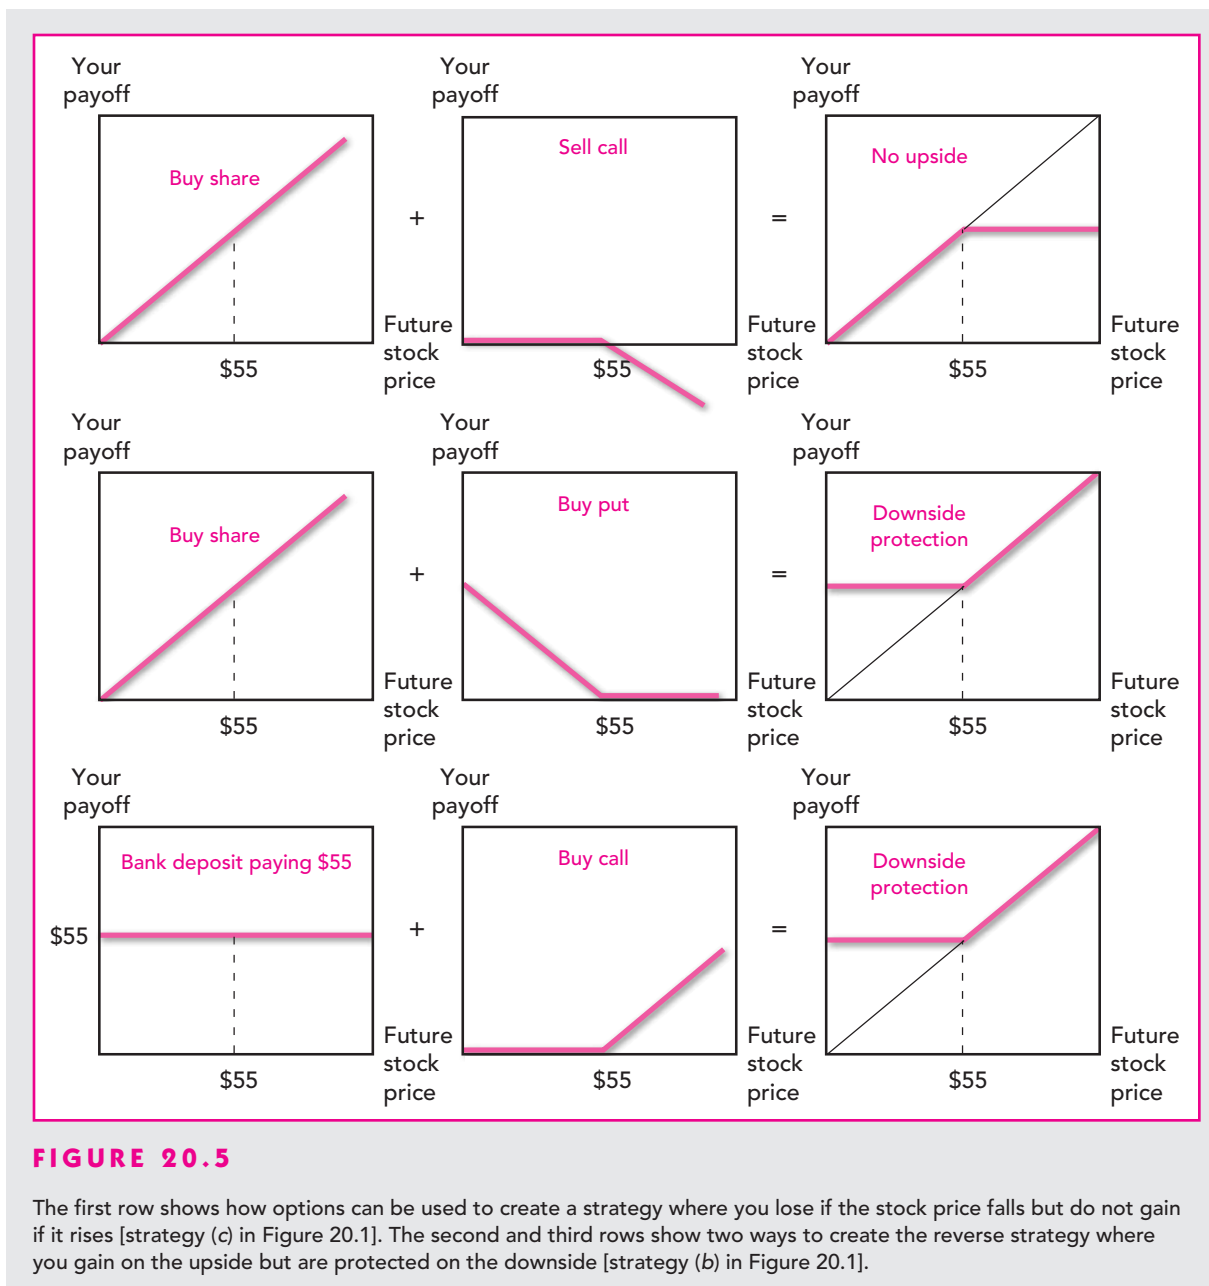 Your
payoff
Your
payoff
Your
payoff
Buy share
Sell call
No upside
+
=
Future
stock
price
Future
stock
price
Future
stock
price
$55
$55
$55
Your
payoff
Your
payoff
Your
payoff
Buy share
Buy put
Downside
protection
+
=
Future
stock
price
Future
stock
price
Future
stock
price
$55
$55
$55
Your
payoff
Your
payoff
Your
payoff
Bank deposit paying $55
Buy call
Downside
protection
$55
+
=
Future
stock
price
Future
stock
price
Future
stock
price
$55
$55
$55
FIGURE 20.5
The first row shows how options can be used to create a strategy where you lose if the stock price falls but do not gain
if it rises [strategy (c) in Figure 20.1]. The second and third rows show two ways to create the reverse strategy where
you gain on the upside but are protected on the downside [strategy (b) in Figure 20.1].